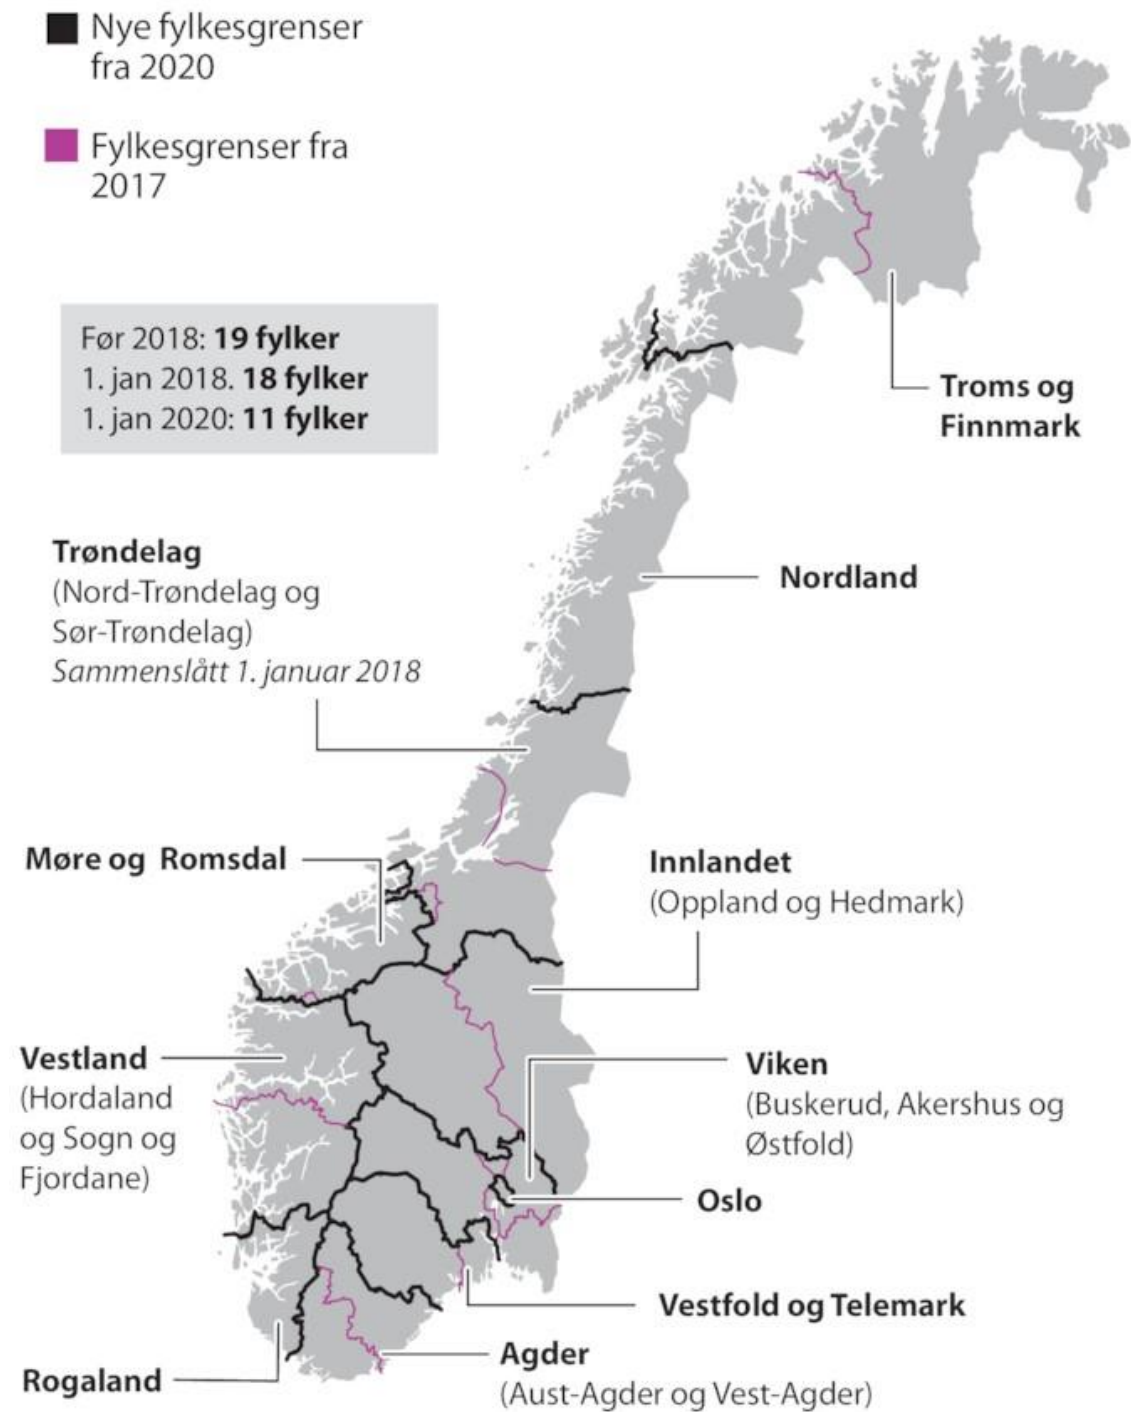 Nye fylkesgrenser
fra 2020
Fylkesgrenser fra
2017
Før 2018: 19 fylker
1. jan 2018. 18 fylker
1. jan 2020: 11 fylker
Troms og
Finnmark
Trøndelag
(Nord-Trøndelag og
Sør-Trøndelag)
Sammenslått 1. januar 2018
Nordland
Møre og Romsdal
Innlandet
(Oppland og Hedmark)
Vestland
(Hordaland
og Sogn og
Fjordane)
Viken
(Buskerud, Akershus og
Østfold)
Oslo
Vestfold og Telemark
Agder
(Aust-Agder og Vest-Agder)
Rogaland